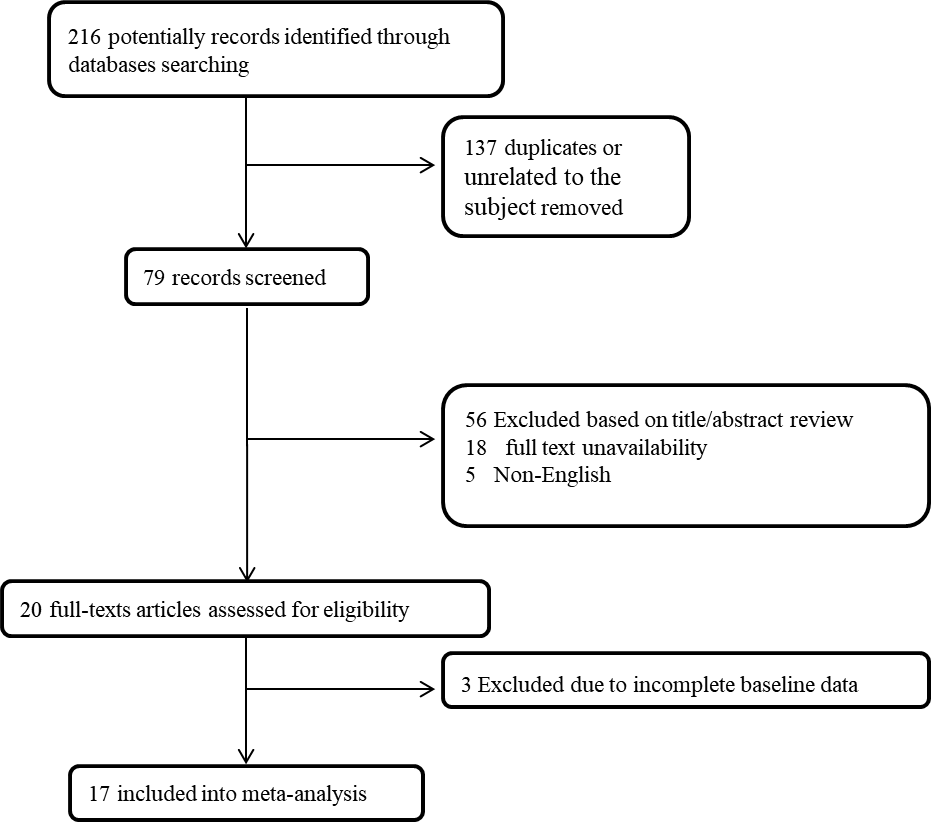 216 potentially records identified through
databases searching
137 duplicates or
unrelated to the
subject removed
79 records screened
56 Excluded based on title/abstract review
18 full text unavailability
5 Non-English
20 full-texts articles assessed for eligibility
3 Excluded due to incomplete baseline data
17 included into meta-analysis